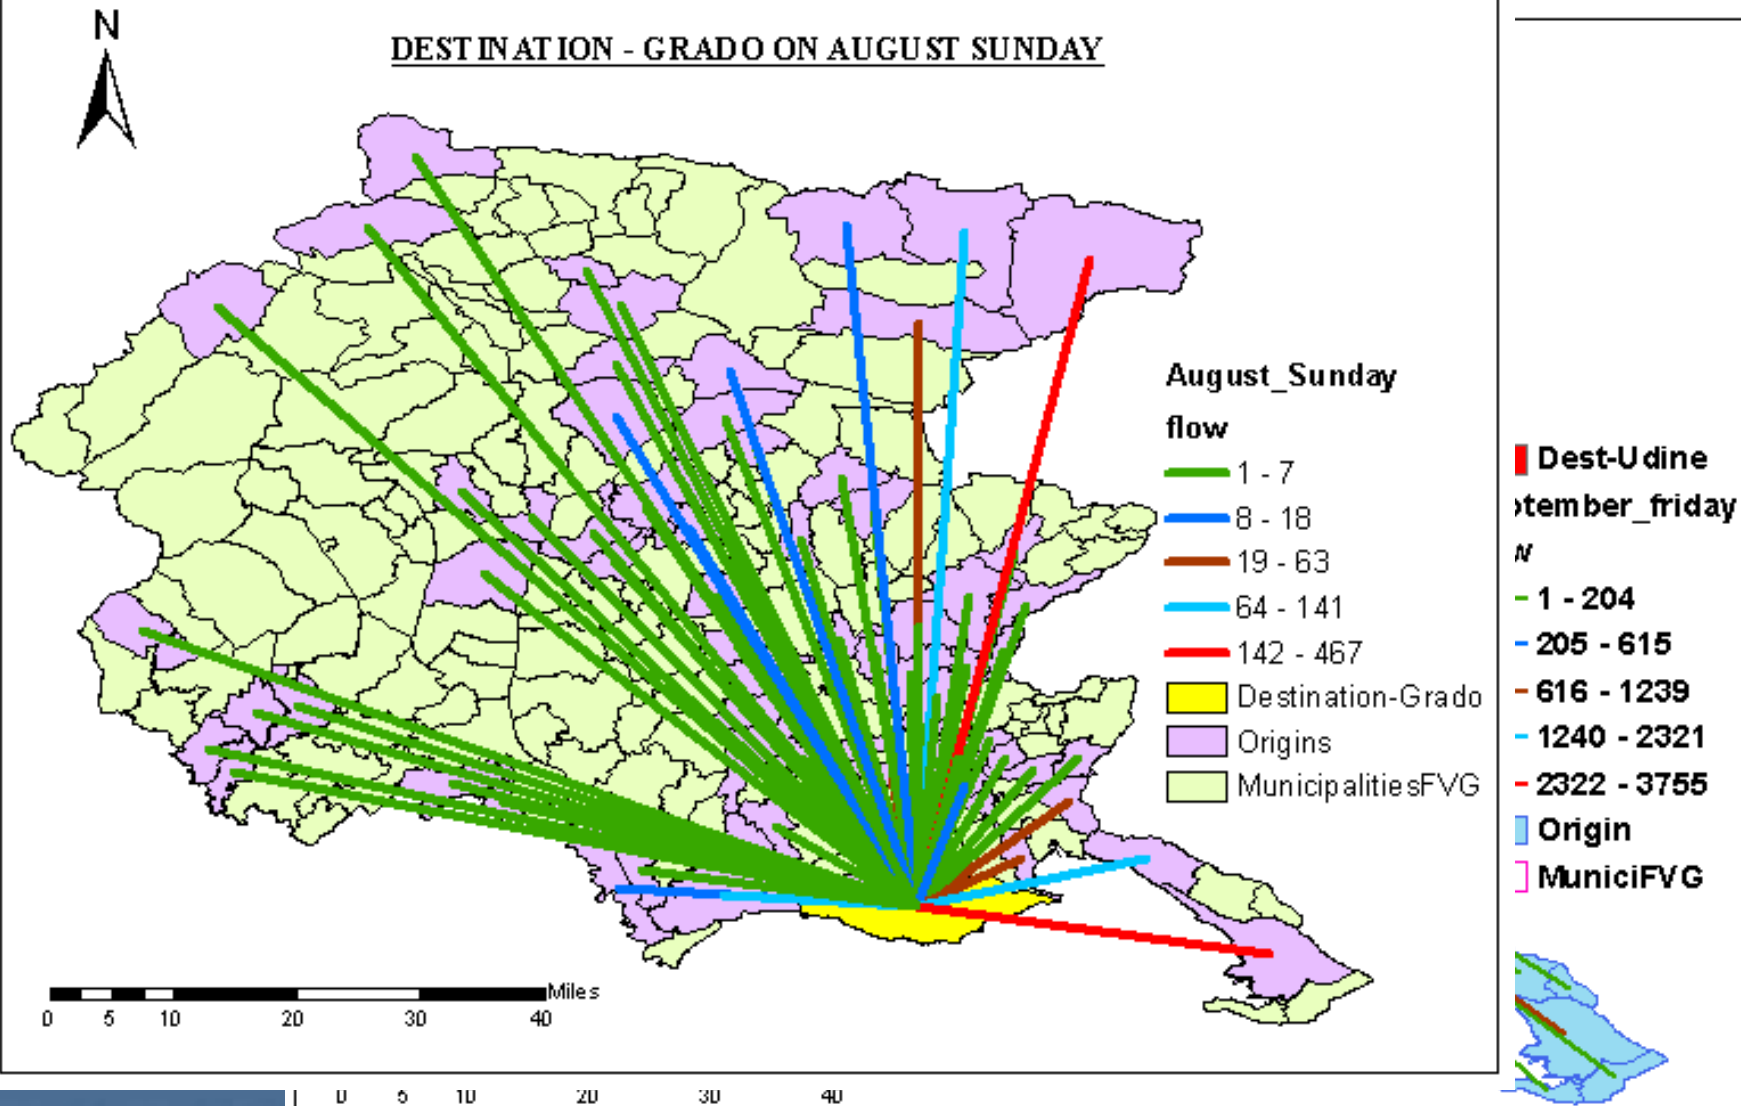 N
DESTINATION - GRADO ON AUGUST SUNDAY
August_Sunday
flow
1 - 7
8 - 18
19 - 63
64 - 141
142 - 467
Destination-Grado
Origins
MunicipalitiesFVG
Miles
0 5 10 20 30 40
Dest-Udine
tember_friday
w
1 - 204
205 - 615
616 - 1239
1240 - 2321
2322 - 3755
Origin
MuniciFVG
0 5 10 20 30 40